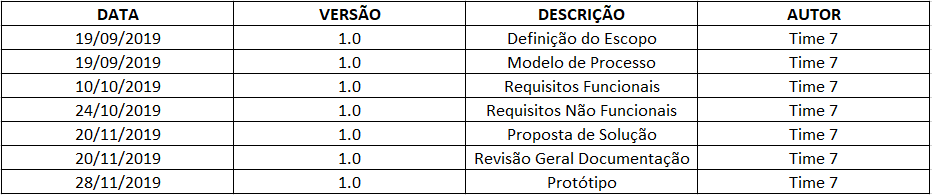 DATA VERSÃO DESCRIÇÃO AUTOR
19/09/2019 1.0 Definição do Escopo Time 7
19/09/2019 1.0 Modelo de Processo Time 7
10/10/2019 1.0 Requisitos Funcionais Time 7
24/10/2019 1.0 Requisitos Não Funcionais Time 7
20/11/2019 1.0 Proposta de Solução Time 7
20/11/2019 1.0 Revisão Geral Documentação Time 7
28/11/2019 1.0 Protótipo Time 7